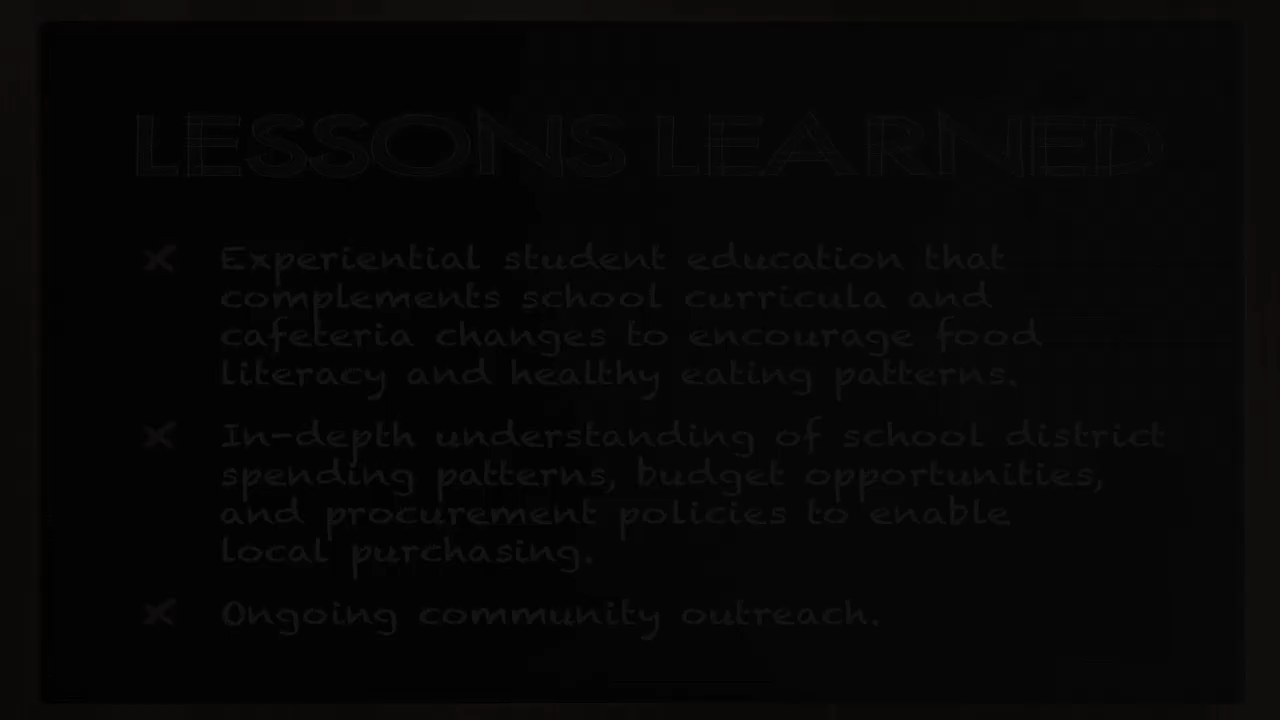 LESSONS LEARNED
Experiential student education that
complements school curricula and
cafeteria changes to encourage food
literacy and healthy eating patterns.
In-depth understanding of school district
spending patterns, budget opportunities,
and procurement policies to enable
local purchasing.
Ongoing community outreach.